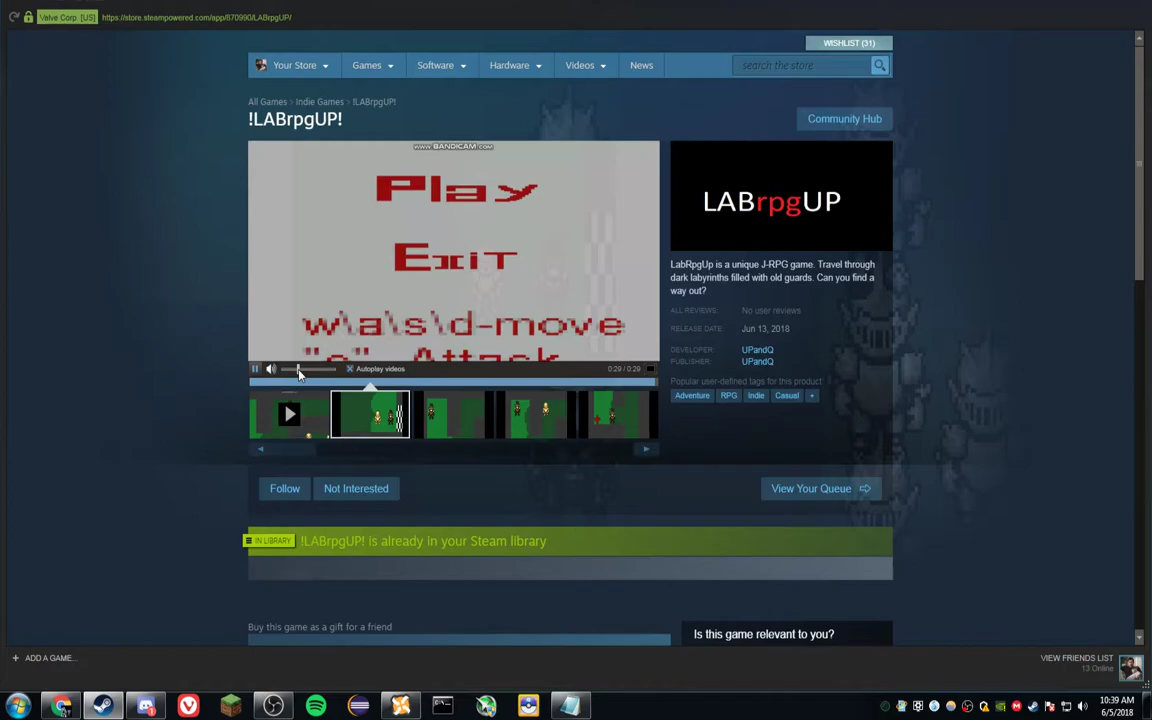 Valve Corp. [US] https://store.steampowered.com/app/870990/LABrpgUP/
WISHLIST (31)
Your Store Games Software Hardware Videos News search the store
All Games > Indie Games > !LABrpgUP!
!LABrpgUP!
Community Hub
WWW.BANDICAM.COM
Play
Exit
w\a\s\d-move
"e" Attack
Autoplay videos 0:29 / 0:29
LABrpgUP
LabRpgUp is a unique J-RPG game. Travel through
dark labyrinths filled with old guards. Can you find a
way out?
ALL REVIEWS: No user reviews
RELEASE DATE: Jun 13, 2018
DEVELOPER: UPandQ
PUBLISHER: UPandQ
Popular user-defined tags for this product:
Adventure RPG Indie Casual +
Follow Not Interested View Your Queue
IN LIBRARY !LABrpgUP! is already in your Steam library
Buy this game as a gift for a friend
Is this game relevant to you?
+ ADD A GAME...
VIEW FRIENDS LIST
13 Online
10:39 AM
6/5/2018